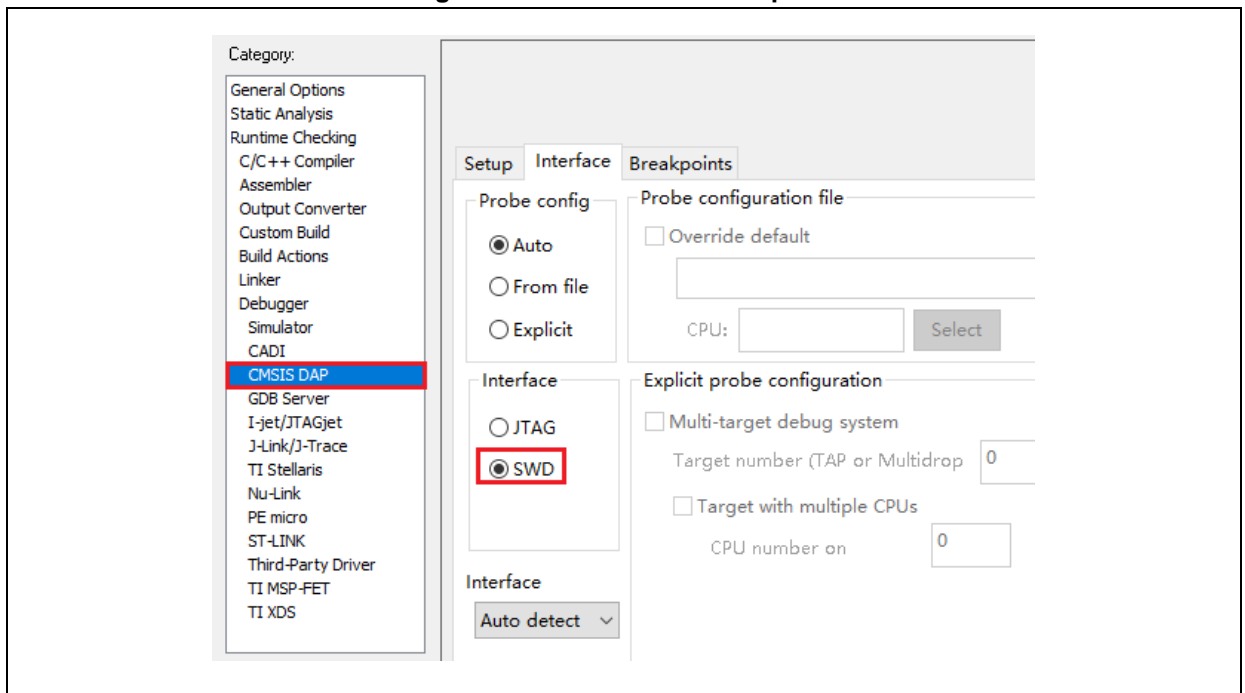 Category:
General Options
Static Analysis
Runtime Checking
C/C++ Compiler
Assembler
Output Converter
Custom Build
Build Actions
Linker
Debugger
Simulator
CADI
CMSIS DAP
GDB Server
I-jet/JTAGjet
J-Link/J-Trace
TI Stellaris
Nu-Link
PE micro
ST-LINK
Third-Party Driver
TI MSP-FET
TI XDS
Setup Interface Breakpoints
Probe config
Auto
From file
Explicit
Probe configuration file
Override default
CPU: Select
Interface
JTAG
SWD
Explicit probe configuration
Multi-target debug system
Target number (TAP or Multidrop 0
Target with multiple CPUs
CPU number on 0
Interface
Auto detect